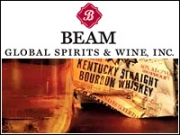 B
BEAM
GLOBAL SPIRITS & WINE, INC.
KENTUCKY STRAIGHT
BOURBON WHISKEY